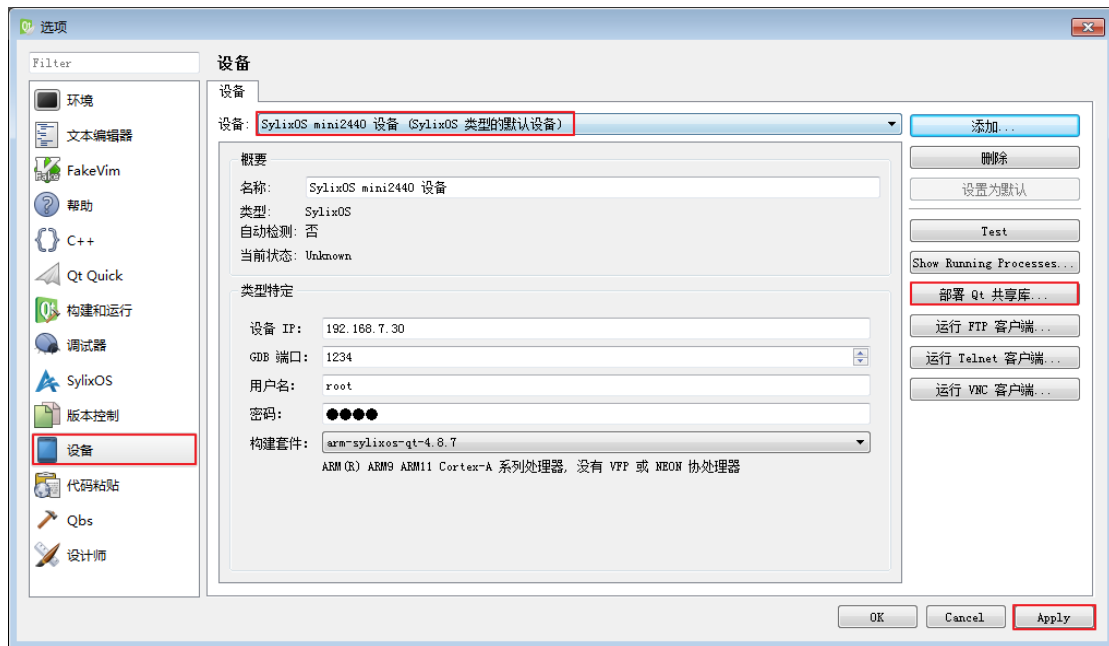 选项
Filter
环境
文本编辑器
FakeVim
帮助
C++
Qt Quick
构建和运行
调试器
SylixOS
版本控制
设备
代码粘贴
Qbs
设计师
设备
设备
设备: SylixOS mini2440 设备 (SylixOS 类型的默认设备)
概要
名称: SylixOS mini2440 设备
类型: SylixOS
自动检测: 否
当前状态: Unknown
类型特定
设备 IP: 192.168.7.30
GDB 端口: 1234
用户名: root
密码: ●●●●
构建套件: arm-sylixos-qt-4.8.7
ARM(R) ARM9 ARM11 Cortex-A 系列处理器, 没有 VFP 或 NEON 协处理器
添加...
删除
设置为默认
Test
Show Running Processes...
部署 Qt 共享库...
运行 FTP 客户端...
运行 Telnet 客户端...
运行 VNC 客户端...
OK Cancel Apply